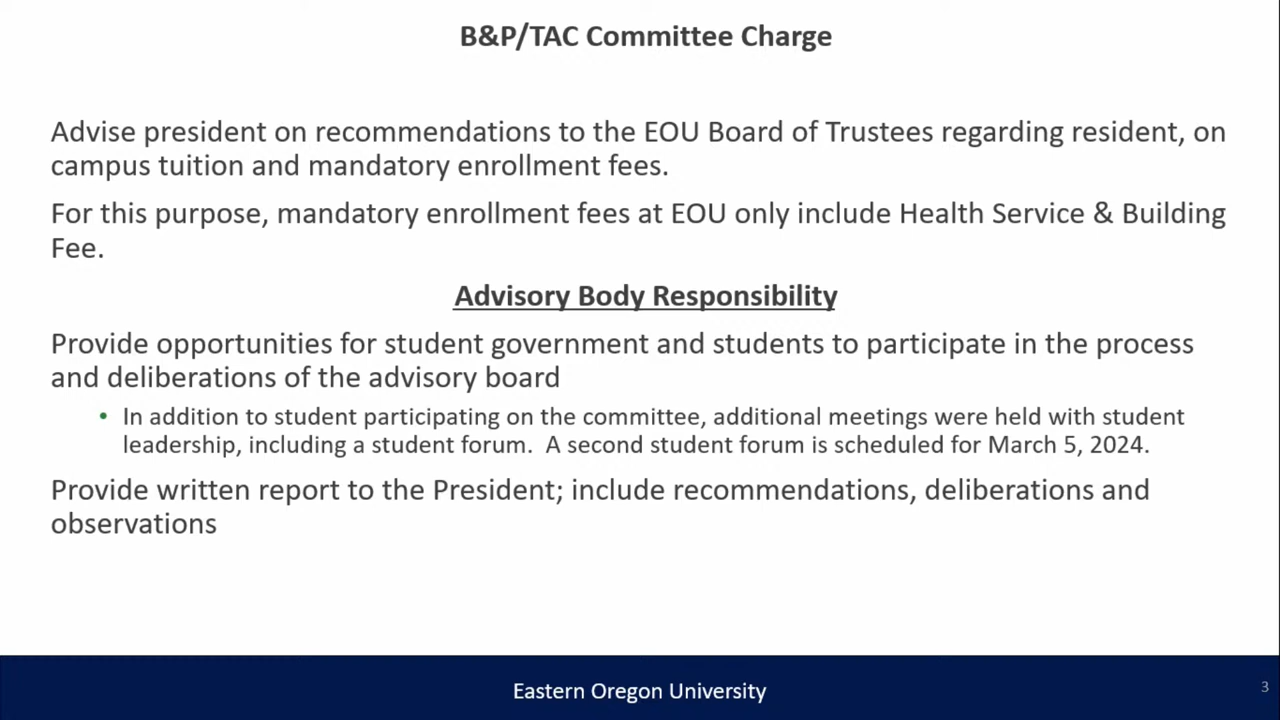 B&P/TAC Committee Charge
Advise president on recommendations to the EOU Board of Trustees regarding resident, on
campus tuition and mandatory enrollment fees.
For this purpose, mandatory enrollment fees at EOU only include Health Service & Building
Fee.
Advisory Body Responsibility
Provide opportunities for student government and students to participate in the process
and deliberations of the advisory board
• In addition to student participating on the committee, additional meetings were held with student
leadership, including a student forum.  A second student forum is scheduled for March 5, 2024.
Provide written report to the President; include recommendations, deliberations and
observations
Eastern Oregon University
3